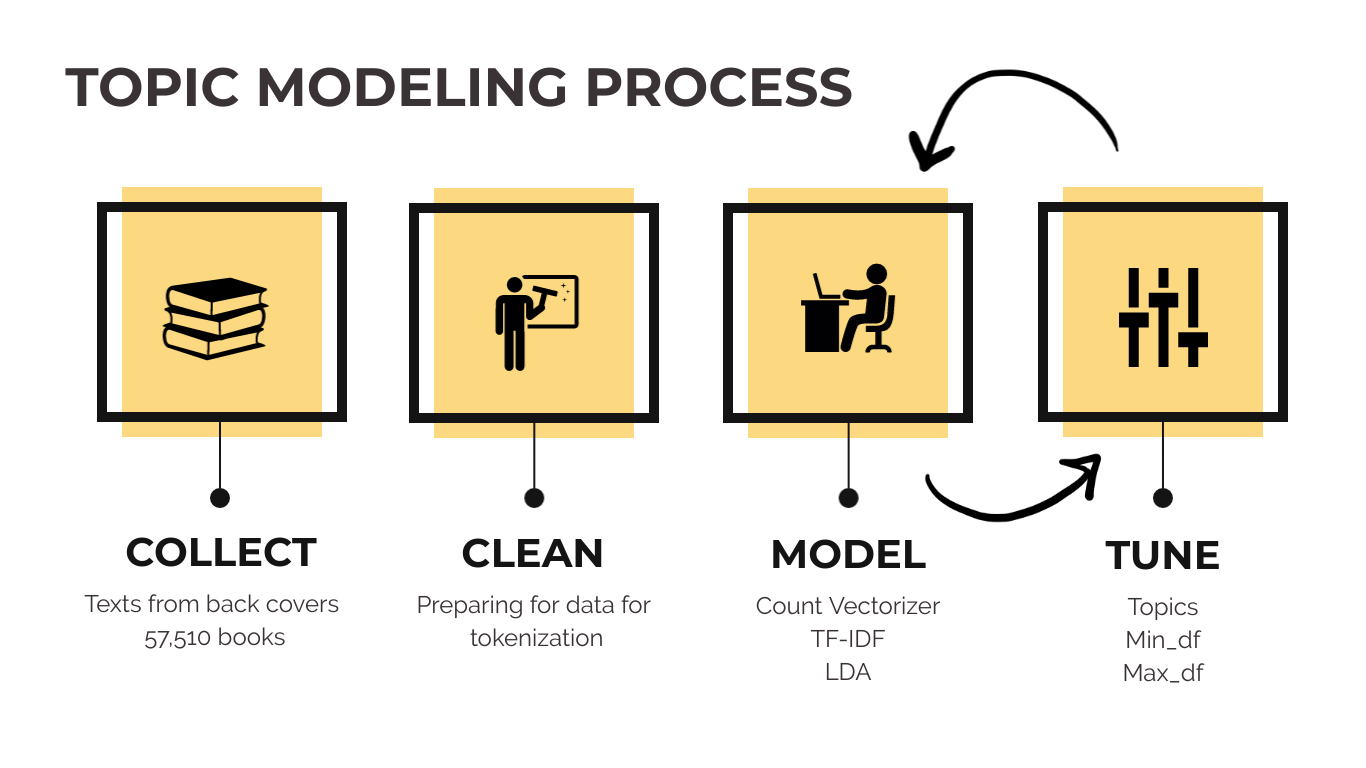 TOPIC MODELING PROCESS
COLLECT
Texts from back covers
57,510 books
CLEAN
Preparing for data for
tokenization
MODEL
Count Vectorizer
TF-IDF
LDA
TUNE
Topics
Min_df
Max_df